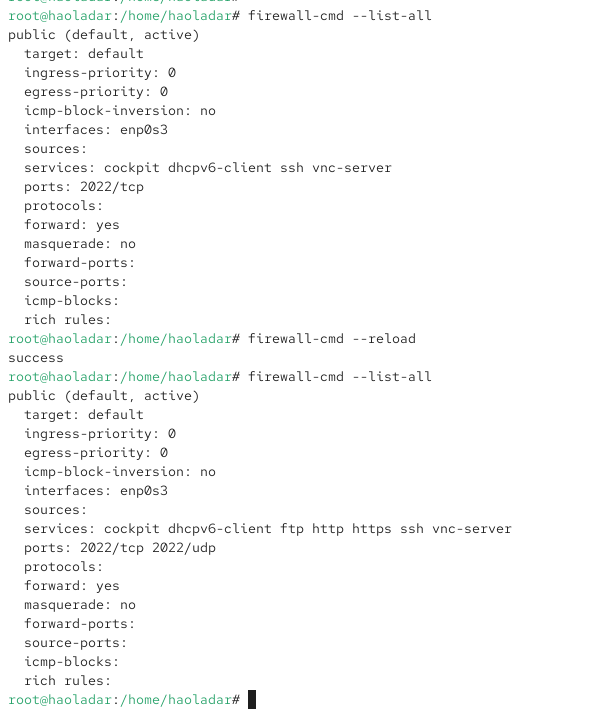 root@haoladar:/home/haoladar# firewall-cmd --list-all
public (default, active)
  target: default
  ingress-priority: 0
  egress-priority: 0
  icmp-block-inversion: no
  interfaces: enp0s3
  sources:
  services: cockpit dhcpv6-client ssh vnc-server
  ports: 2022/tcp
  protocols:
  forward: yes
  masquerade: no
  forward-ports:
  source-ports:
  icmp-blocks:
  rich rules:
root@haoladar:/home/haoladar# firewall-cmd --reload
success
root@haoladar:/home/haoladar# firewall-cmd --list-all
public (default, active)
  target: default
  ingress-priority: 0
  egress-priority: 0
  icmp-block-inversion: no
  interfaces: enp0s3
  sources:
  services: cockpit dhcpv6-client ftp http https ssh vnc-server
  ports: 2022/tcp 2022/udp
  protocols:
  forward: yes
  masquerade: no
  forward-ports:
  source-ports:
  icmp-blocks:
  rich rules:
root@haoladar:/home/haoladar#